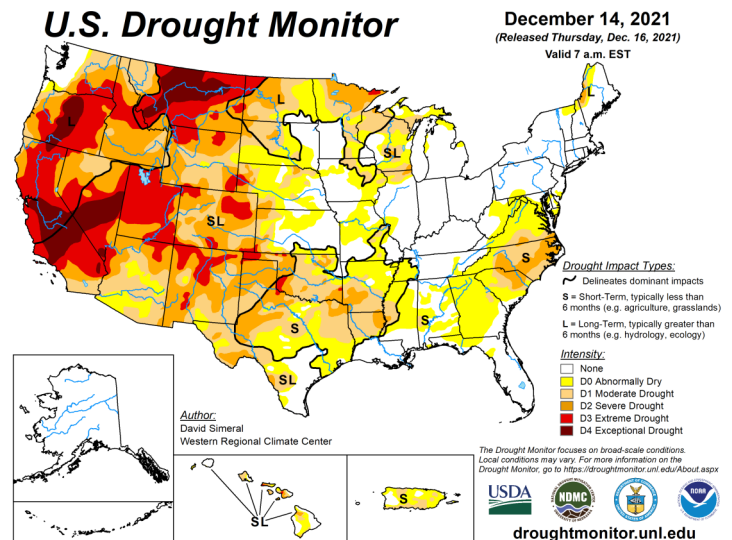 U.S. Drought Monitor
December 14, 2021
(Released Thursday, Dec. 16, 2021)
Valid 7 a.m. EST
L
L
L
SL
SL
S
S
S
SL
Drought Impact Types:
Delineates dominant impacts
S = Short-Term, typically less than
6 months (e.g. agriculture, grasslands)
L = Long-Term, typically greater than
6 months (e.g. hydrology, ecology)
Intensity:
None
D0 Abnormally Dry
D1 Moderate Drought
D2 Severe Drought
D3 Extreme Drought
D4 Exceptional Drought
Author:
David Simeral
Western Regional Climate Center
SL
S
The Drought Monitor focuses on broad-scale conditions.
Local conditions may vary. For more information on the
Drought Monitor, go to https://droughtmonitor.unl.edu/About.aspx
USDA
NDMC
NOAA
droughtmonitor.unl.edu